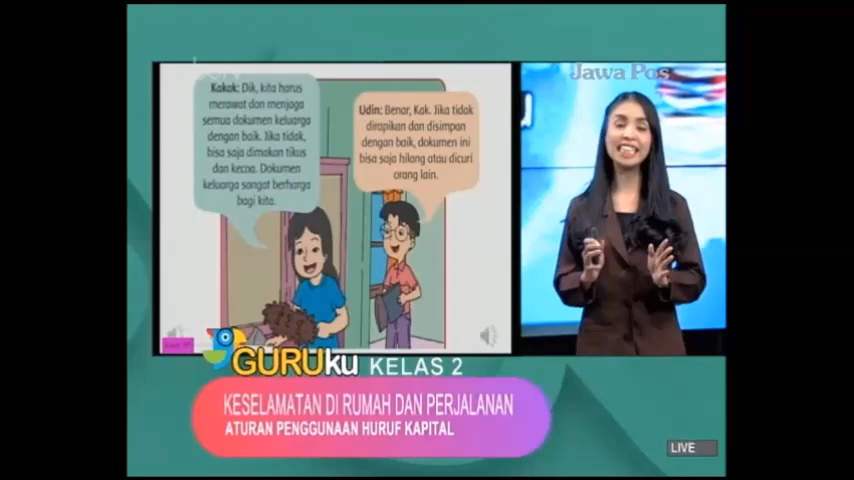 Jawa Pos
Kakak: Dik, kita harus
merawat dan menjaga
semua dokumen keluarga
dengan baik. Jika tidak,
bisa saja dimakan tikus
dan kecoa. Dokumen
keluarga sangat berharga
bagi kita.
Udin: Benar, Kak. Jika tidak
dirapikan dan disimpan
dengan baik, dokumen ini
bisa saja hilang atau dicuri
orang lain.
GURUku KELAS 2
KESELAMATAN DI RUMAH DAN PERJALANAN
ATURAN PENGGUNAAN HURUF KAPITAL
LIVE